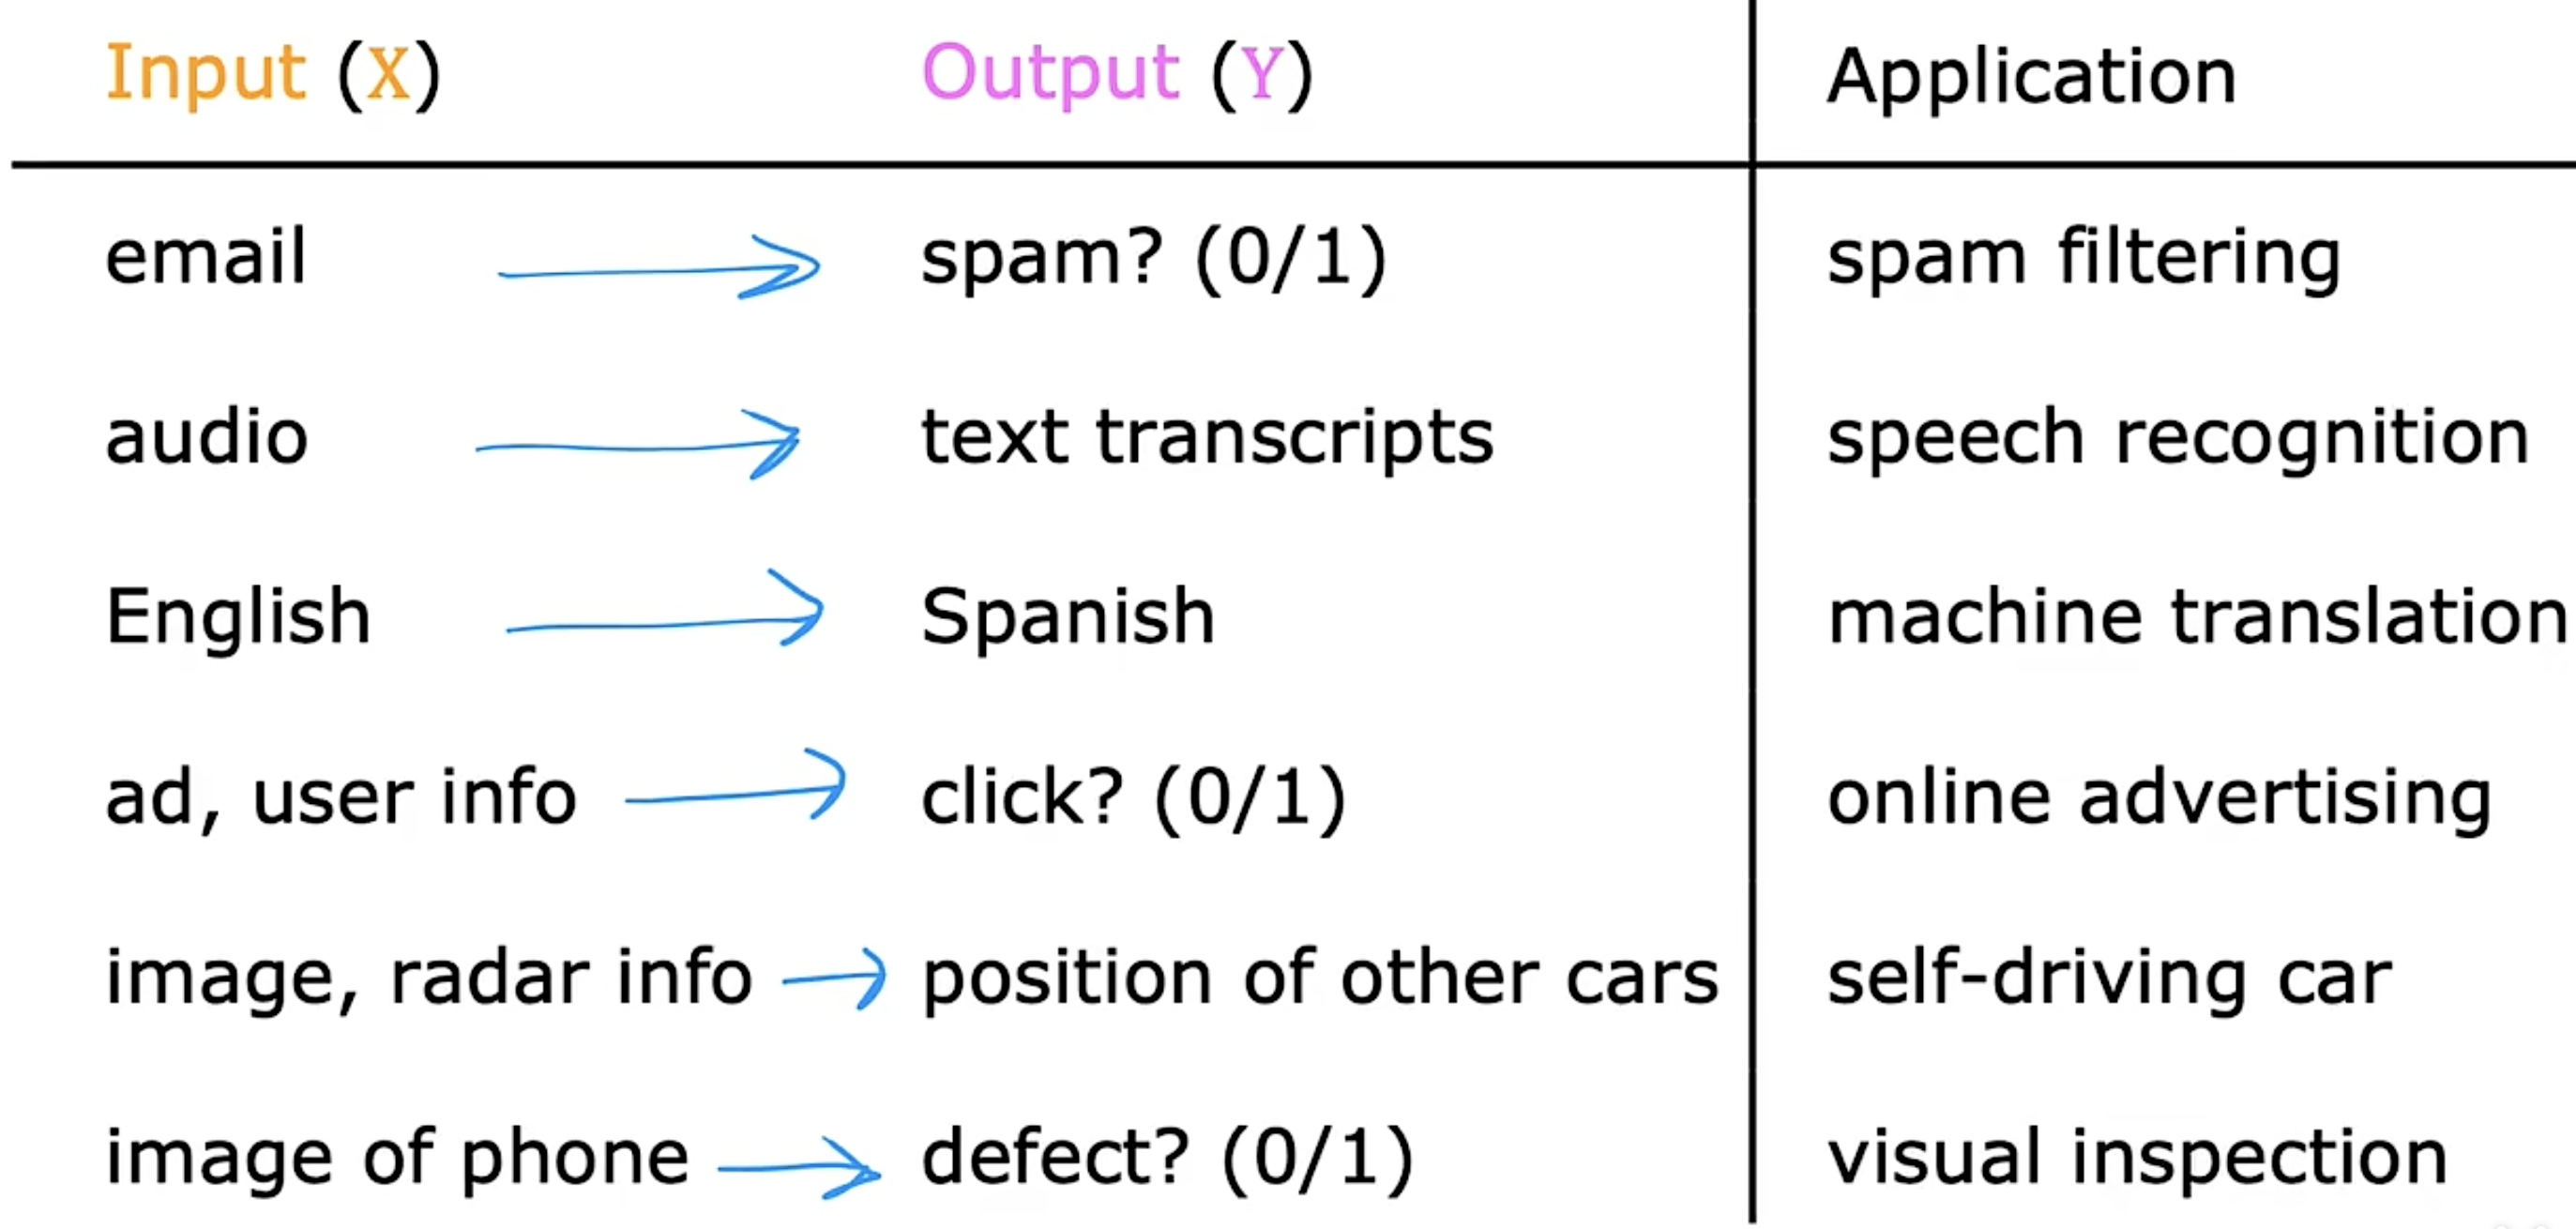 Input (X) Output (Y) Application
email spam? (0/1) spam filtering
audio text transcripts speech recognition
English Spanish machine translation
ad, user info click? (0/1) online advertising
image, radar info position of other cars self-driving car
image of phone defect? (0/1) visual inspection